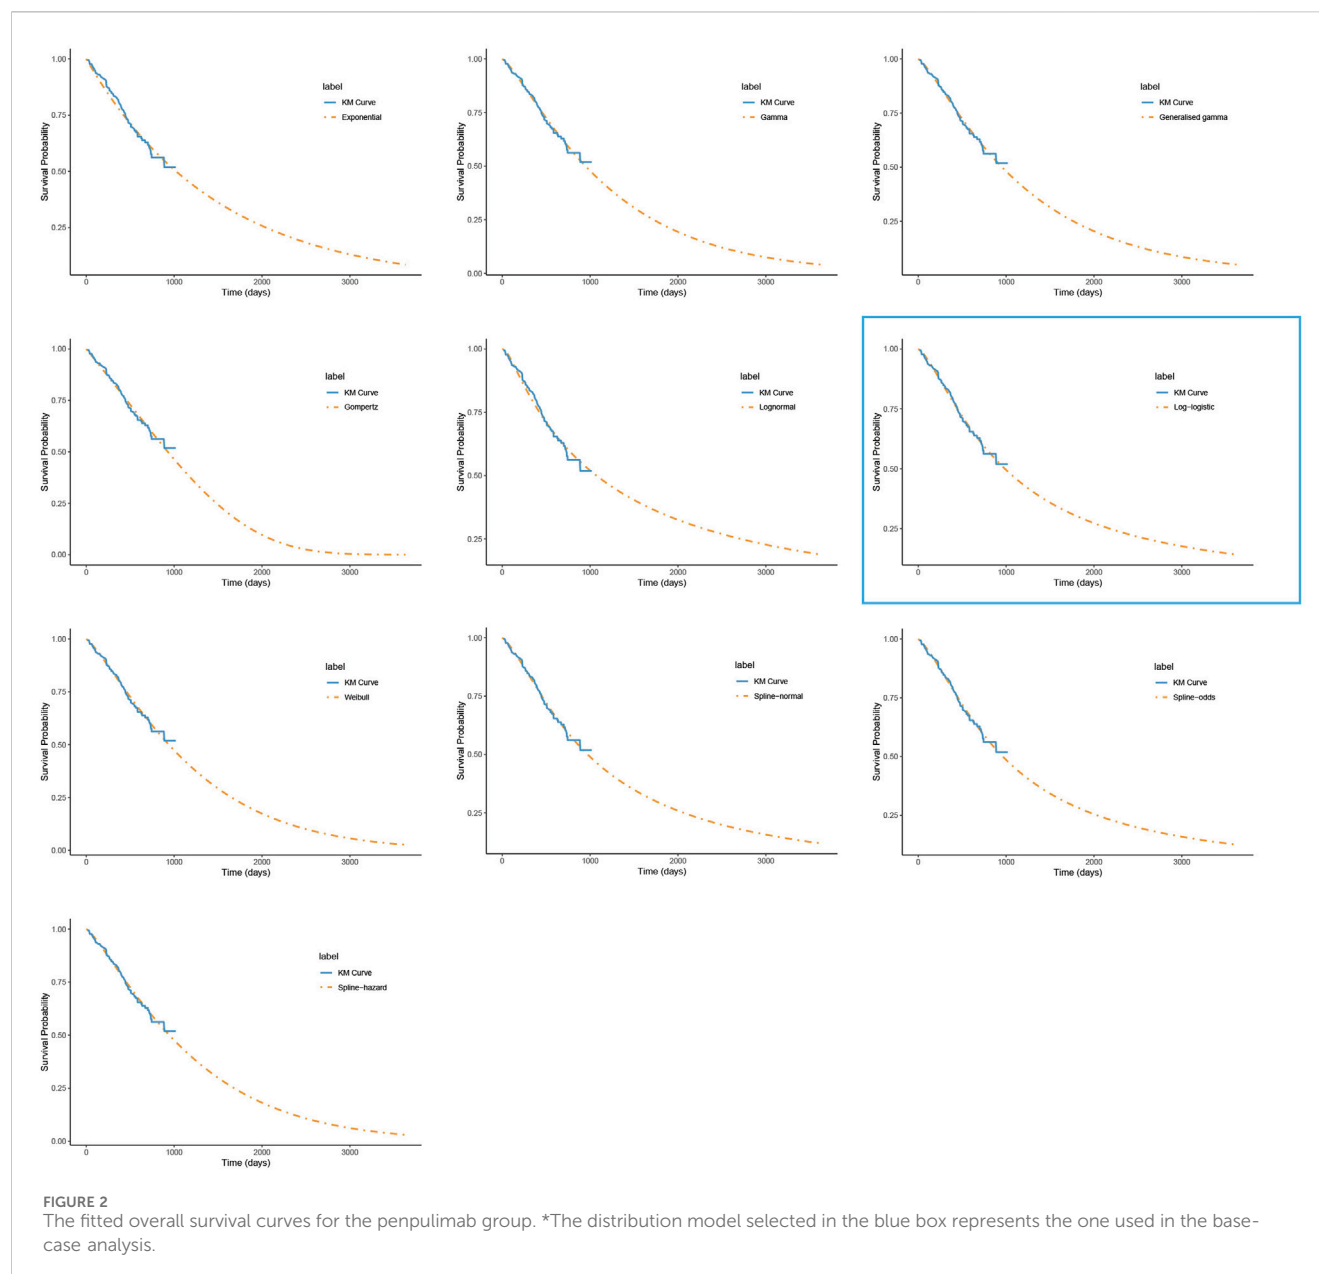 1.00
0.75
0.50
0.25
Survival Probability
label
KM Curve
Exponential
0
1000
2000
3000
Time (days)
1.00
0.75
0.50
0.25
0.00
Survival Probability
label
KM Curve
Gamma
0
1000
2000
3000
Time (days)
1.00
0.75
0.50
0.25
Survival Probability
label
KM Curve
Generalised gamma
0
1000
2000
3000
Time (days)
1.00
0.75
0.50
0.25
0.00
Survival Probability
label
KM Curve
Gompertz
0
1000
2000
3000
Time (days)
1.00
0.75
0.50
0.25
Survival Probability
label
KM Curve
Lognormal
0
1000
2000
3000
Time (days)
1.00
0.75
0.50
0.25
Survival Probability
label
KM Curve
Log-logistic
0
1000
2000
3000
Time (days)
1.00
0.75
0.50
0.25
0.00
Survival Probability
label
KM Curve
Weibull
0
1000
2000
3000
Time (days)
1.00
0.75
0.50
0.25
Survival Probability
label
KM Curve
Spline-normal
0
1000
2000
3000
Time (days)
1.00
0.75
0.50
0.25
Survival Probability
label
KM Curve
Spline-odds
0
1000
2000
3000
Time (days)
1.00
0.75
0.50
0.25
0.00
Survival Probability
label
KM Curve
Spline-hazard
0
1000
2000
3000
Time (days)
FIGURE 2
The fitted overall survival curves for the penpulimab group. *The distribution model selected in the blue box represents the one used in the base-
case analysis.